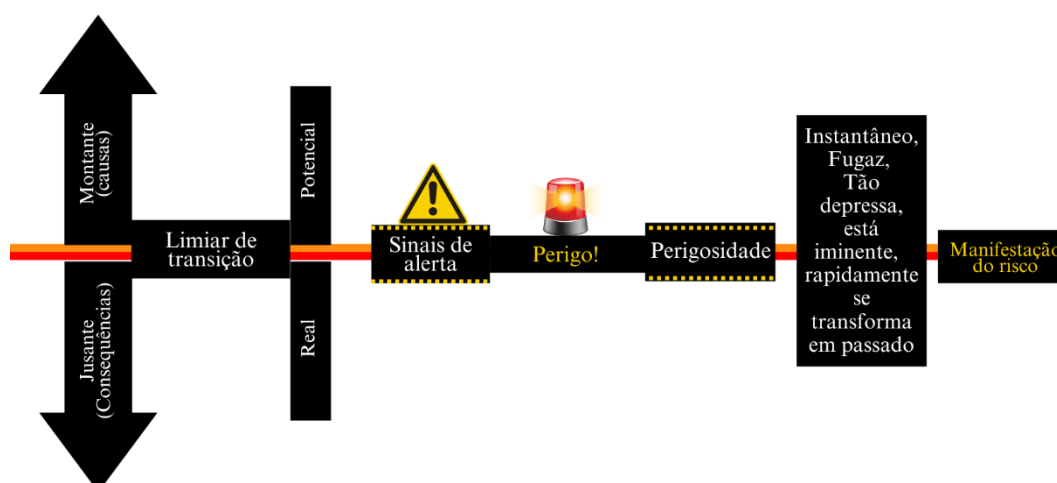 Montante
(causas)
Jusante
(Consequências)
Limiar de
transição
Potencial
Real
Sinais de
alerta
Perigo!
Perigosidade
Instantâneo,
Fugaz,
Tão
depressa,
está
iminente,
rapidamente
se
transforma
em passado
Manifestação
do risco